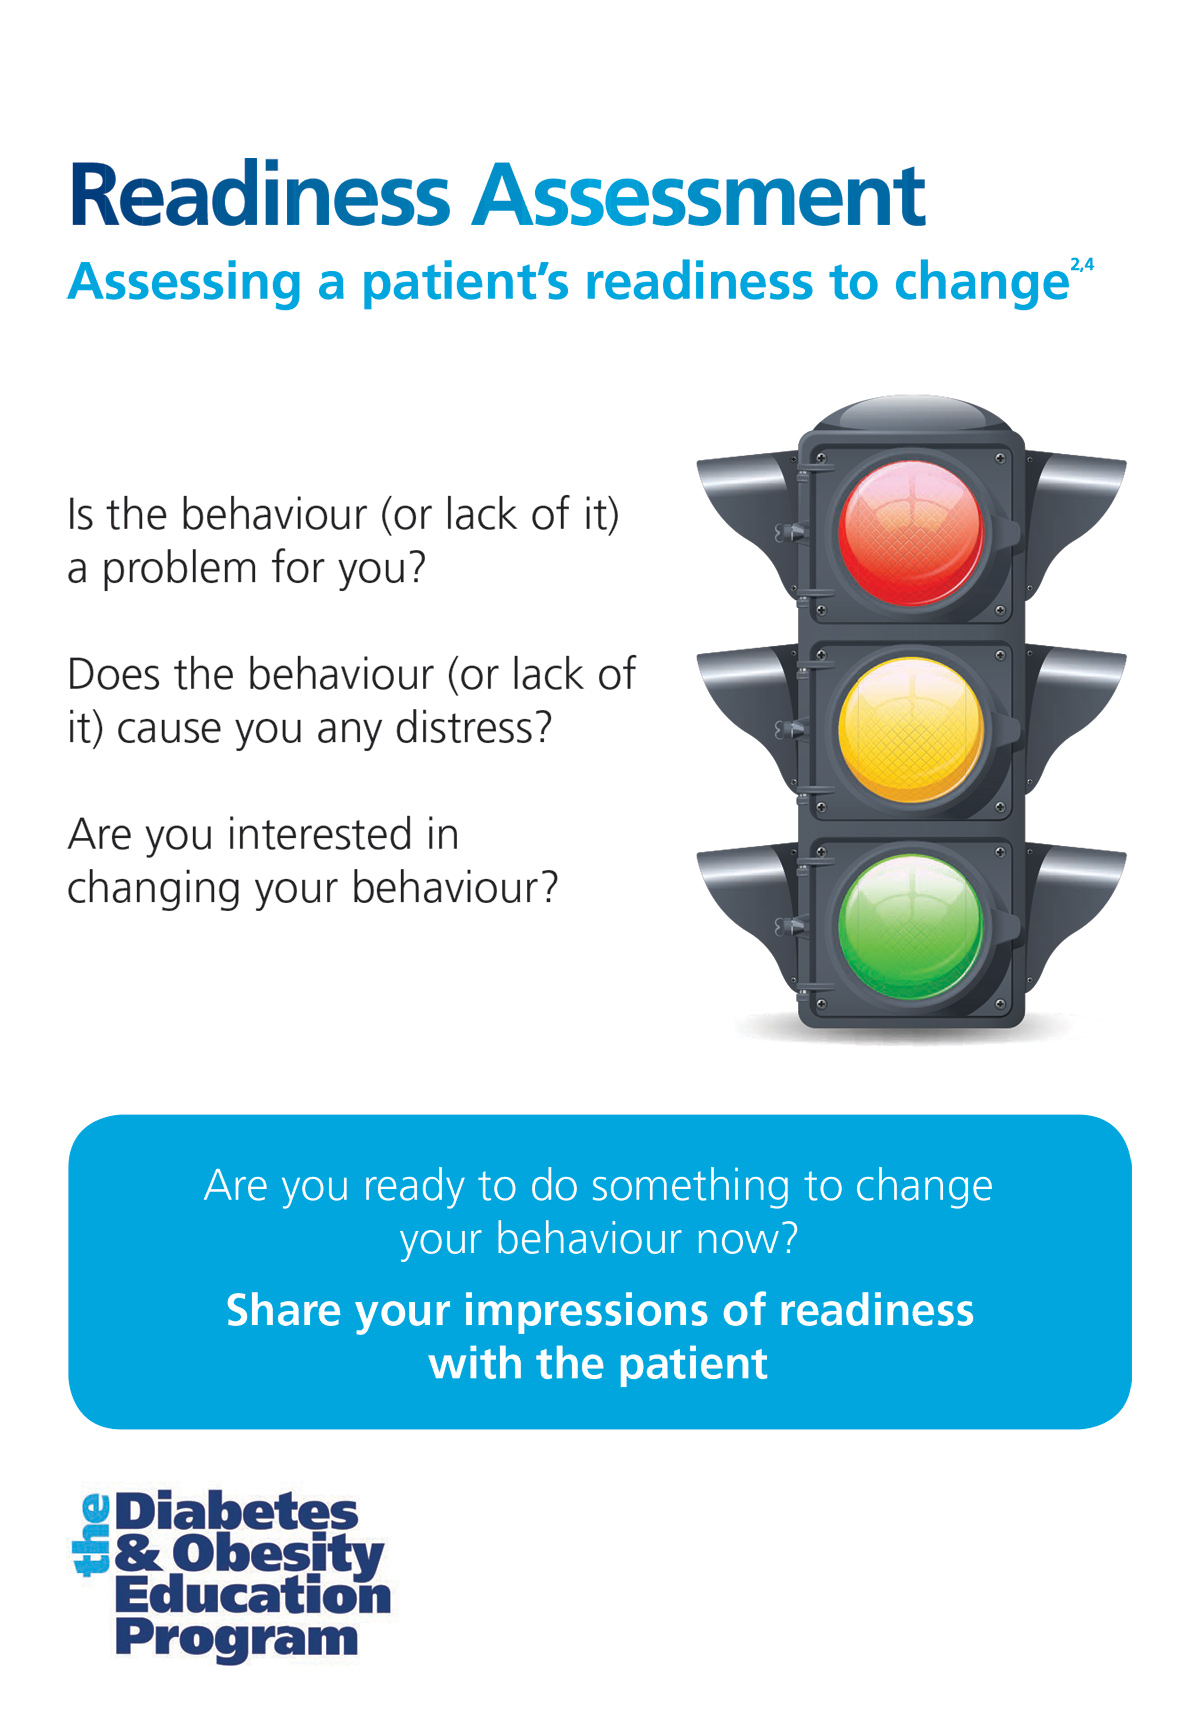 Readiness Assessment
Assessing a patient’s readiness to change2,4
Is the behaviour (or lack of it)
a problem for you?
Does the behaviour (or lack of
it) cause you any distress?
Are you interested in
changing your behaviour?
Are you ready to do something to change
your behaviour now?
Share your impressions of readiness
with the patient
the
Diabetes
& Obesity
Education
Program